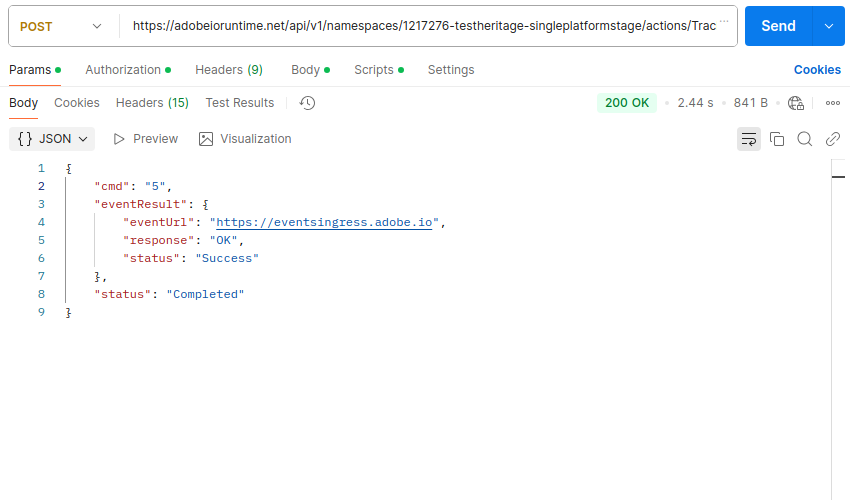 POST https://adobeioruntime.net/api/v1/namespaces/1217276-testheritage-singleplatformstage/actions/Trac ... Send
Params Authorization Headers (9) Body Scripts Settings Cookies
Body Cookies Headers (15) Test Results 200 OK 2.44 s 841 B
{} JSON Preview Visualization
1 {
2 "cmd": "5",
3 "eventResult": {
4 "eventUrl": "https://eventsingress.adobe.io",
5 "response": "OK",
6 "status": "Success"
7 },
8 "status": "Completed"
9 }